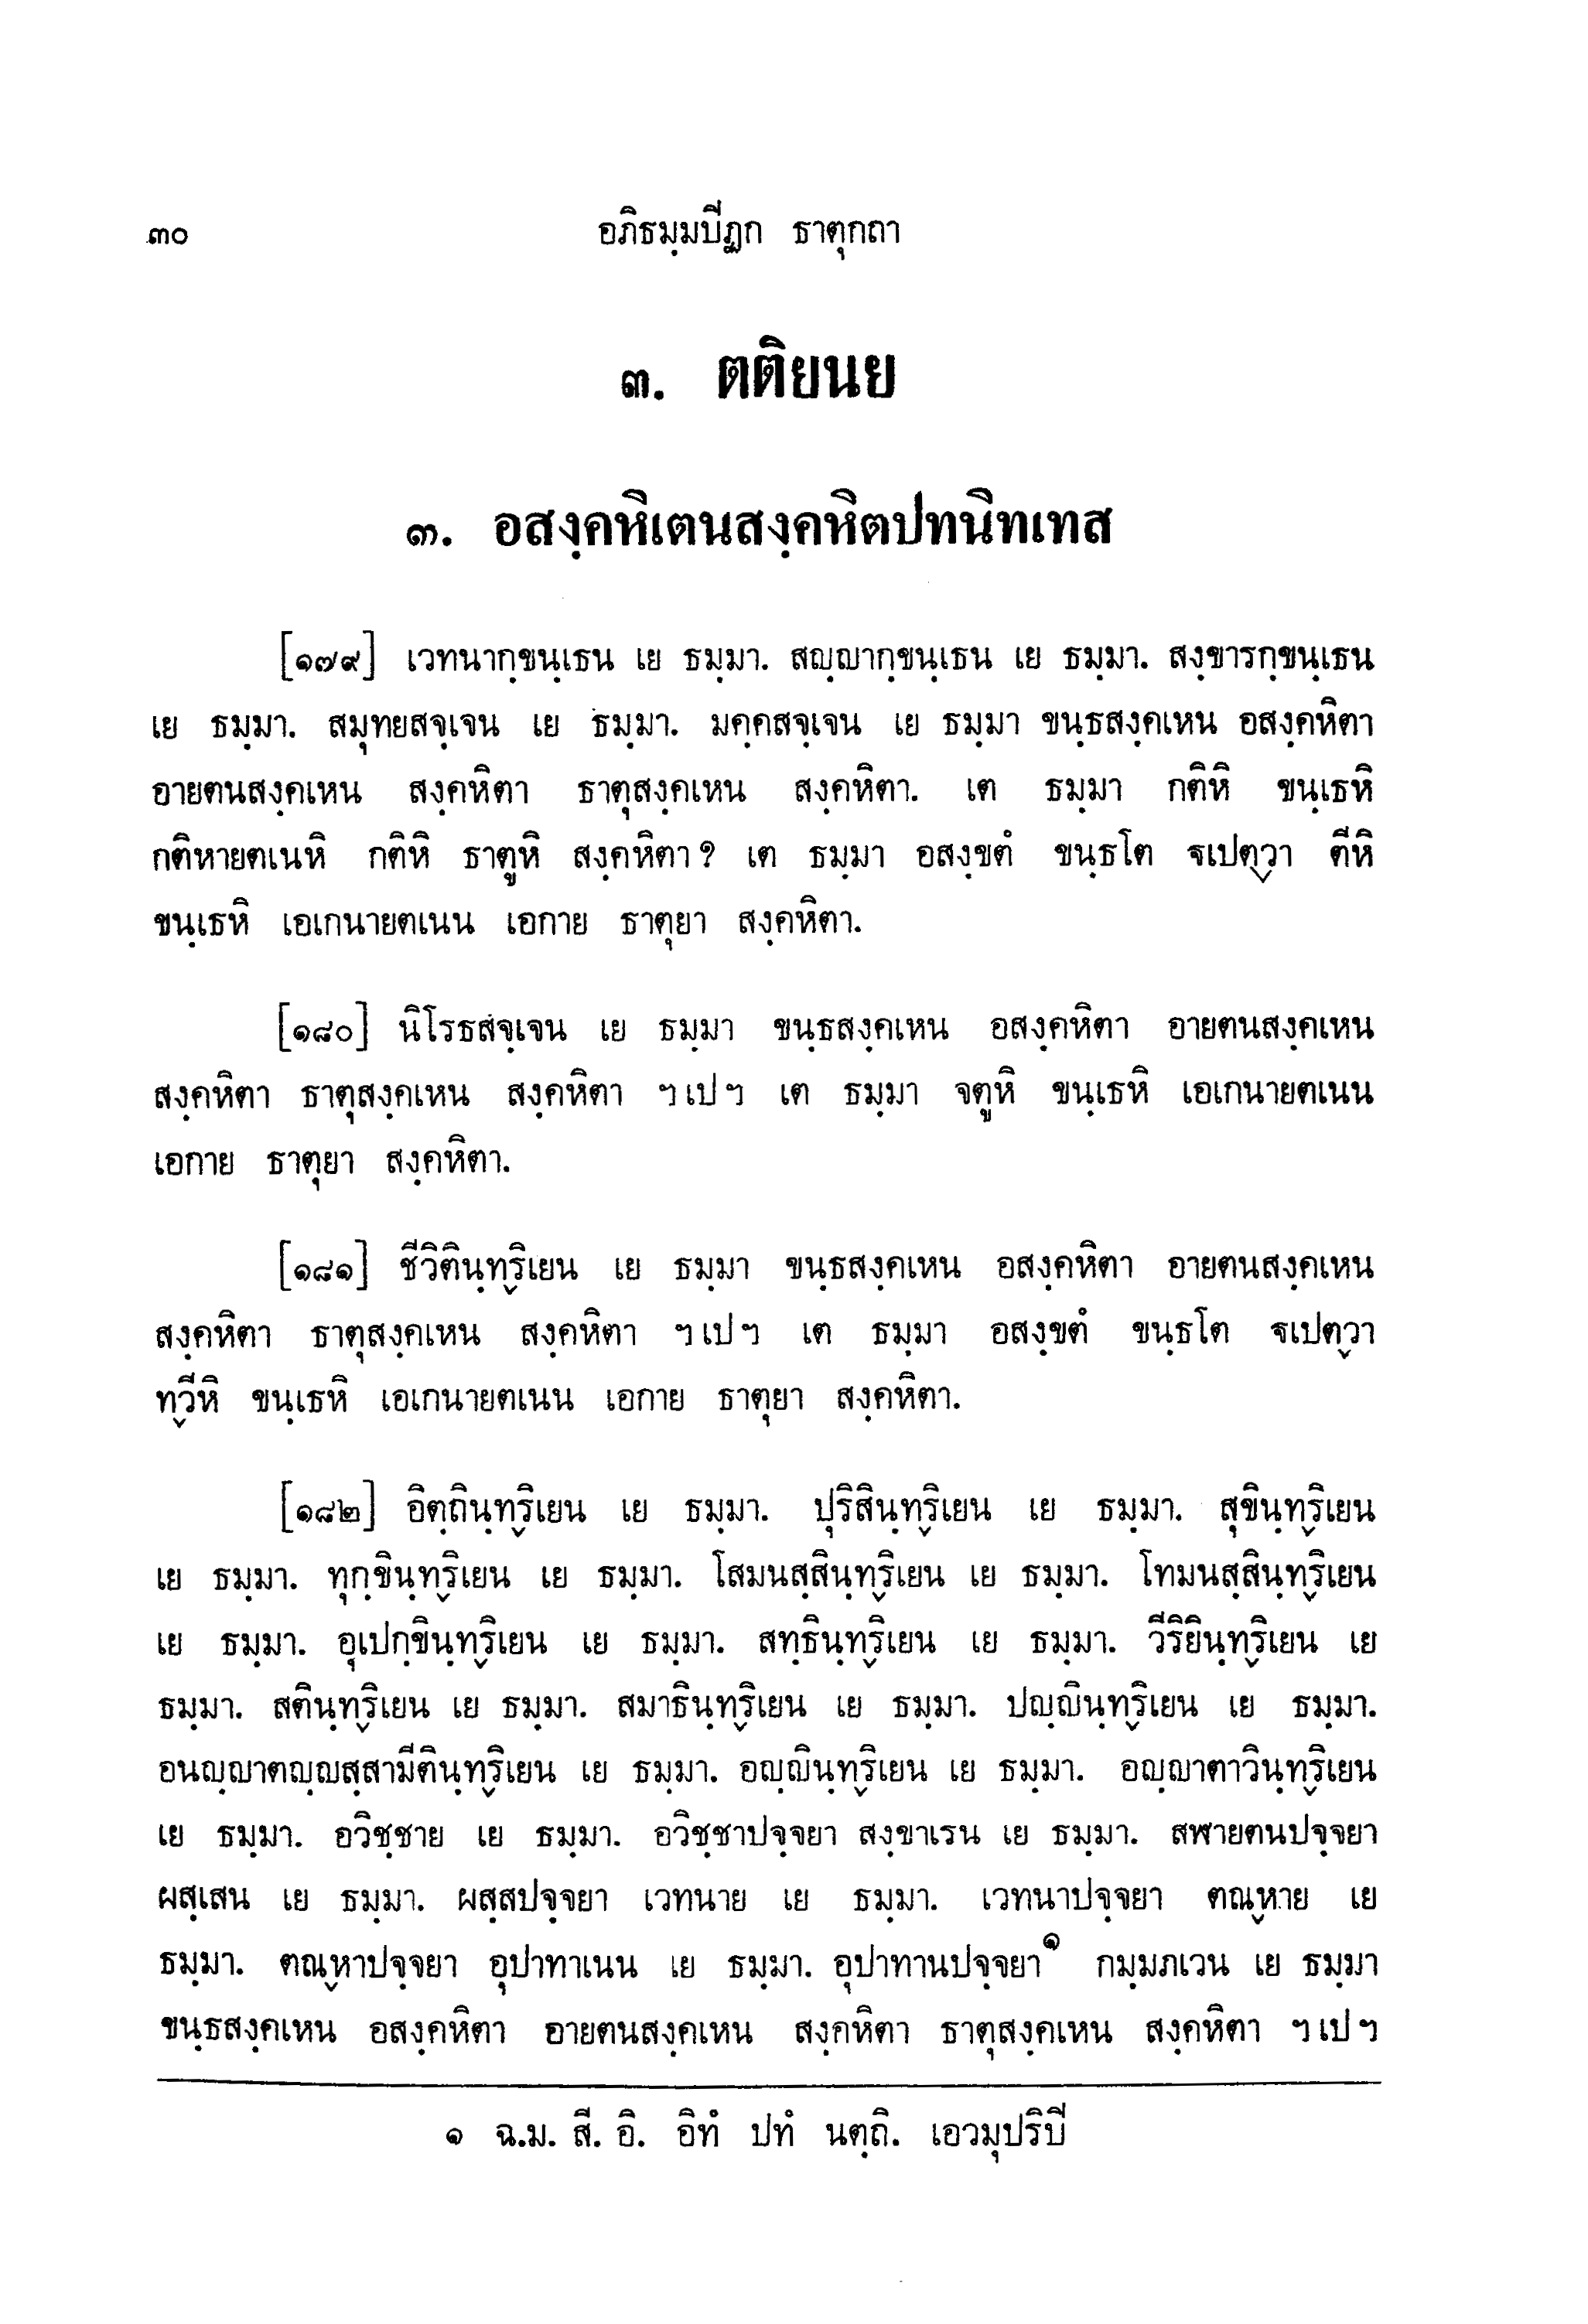 ๓๐ อภิธมฺมปิฏก ธาตุกถา
๓. ตติยนย
๓. อสงฺคหิเตนสงฺคหิตปทนิทเทส
[๑๗๙] เวทนากฺขนฺเธน เย ธมฺมา. สญฺญากฺขนฺเธน เย ธมฺมา. สงฺขารกฺขนฺเธน
เย ธมฺมา. สมุทยสจฺเจน เย ธมฺมา. มคฺคสจฺเจน เย ธมฺมา ขนฺธสงฺคเหน อสงฺคหิตา
อายตนสงฺคเหน สงฺคหิตา ธาตุสงฺคเหน สงฺคหิตา. เต ธมฺมา กติหิ ขนฺเธหิ
กติหายตเนหิ กติหิ ธาตูหิ สงฺคหิตา ? เต ธมฺมา อสงฺขตํ ขนฺธโต ฐเปตฺวา ตีหิ
ขนฺเธหิ เอเกนายตเนน เอกาย ธาตุยา สงฺคหิตา.
[๑๘๐] นิโรธสจฺเจน เย ธมฺมา ขนฺธสงฺคเหน อสงฺคหิตา อายตนสงฺคเหน
สงฺคหิตา ธาตุสงฺคเหน สงฺคหิตา ฯ เป ฯ เต ธมฺมา จตูหิ ขนฺเธหิ เอเกนายตเนน
เอกาย ธาตุยา สงฺคหิตา.
[๑๘๑] ชีวิตินฺทฺริเยน เย ธมฺมา ขนฺธสงฺคเหน อสงฺคหิตา อายตนสงฺคเหน
สงฺคหิตา ธาตุสงฺคเหน สงฺคหิตา ฯ เป ฯ เต ธมฺมา อสงฺขตํ ขนฺธโต ฐเปตฺวา
ทฺวีหิ ขนฺเธหิ เอเกนายตเนน เอกาย ธาตุยา สงฺคหิตา.
[๑๘๒] อิตฺถินฺทฺริเยน เย ธมฺมา. ปุริสินฺทฺริเยน เย ธมฺมา. สุขินฺทฺริเยน
เย ธมฺมา. ทุกฺขินฺทฺริเยน เย ธมฺมา. โสมนสฺสินฺทฺริเยน เย ธมฺมา. โทมนสฺสินฺทฺริเยน
เย ธมฺมา. อุเปกฺขินฺทฺริเยน เย ธมฺมา. สทฺธินฺทฺริเยน เย ธมฺมา. วีริยินฺทฺริเยน เย
ธมฺมา. สตินฺทฺริเยน เย ธมฺมา. สมาธินฺทฺริเยน เย ธมฺมา. ปญฺญินฺทฺริเยน เย ธมฺมา.
อนญฺญาตญฺญสฺสามีตินฺทฺริเยน เย ธมฺมา. อญฺญินฺทฺริเยน เย ธมฺมา. อญฺญาตาวินฺทฺริเยน
เย ธมฺมา. อวิชฺชาย เย ธมฺมา. อวิชฺชาปจฺจยา สงฺขาเรน เย ธมฺมา. สฬายตนปจฺจยา
ผสฺเสน เย ธมฺมา. ผสฺสปจฺจยา เวทนาย เย ธมฺมา. เวทนาปจฺจยา ตณฺหาย เย
ธมฺมา. ตณฺหาปจฺจยา อุปาทาเนน เย ธมฺมา. อุปาทานปจฺจยา๑ กมฺมภเวน เย ธมฺมา
ขนฺธสงฺคเหน อสงฺคหิตา อายตนสงฺคเหน สงฺคหิตา ธาตุสงฺคเหน สงฺคหิตา ฯ เป ฯ
๑ ฉ.ม. สี. อิ. อิทํ ปทํ นตฺถิ. เอวมุปริปี